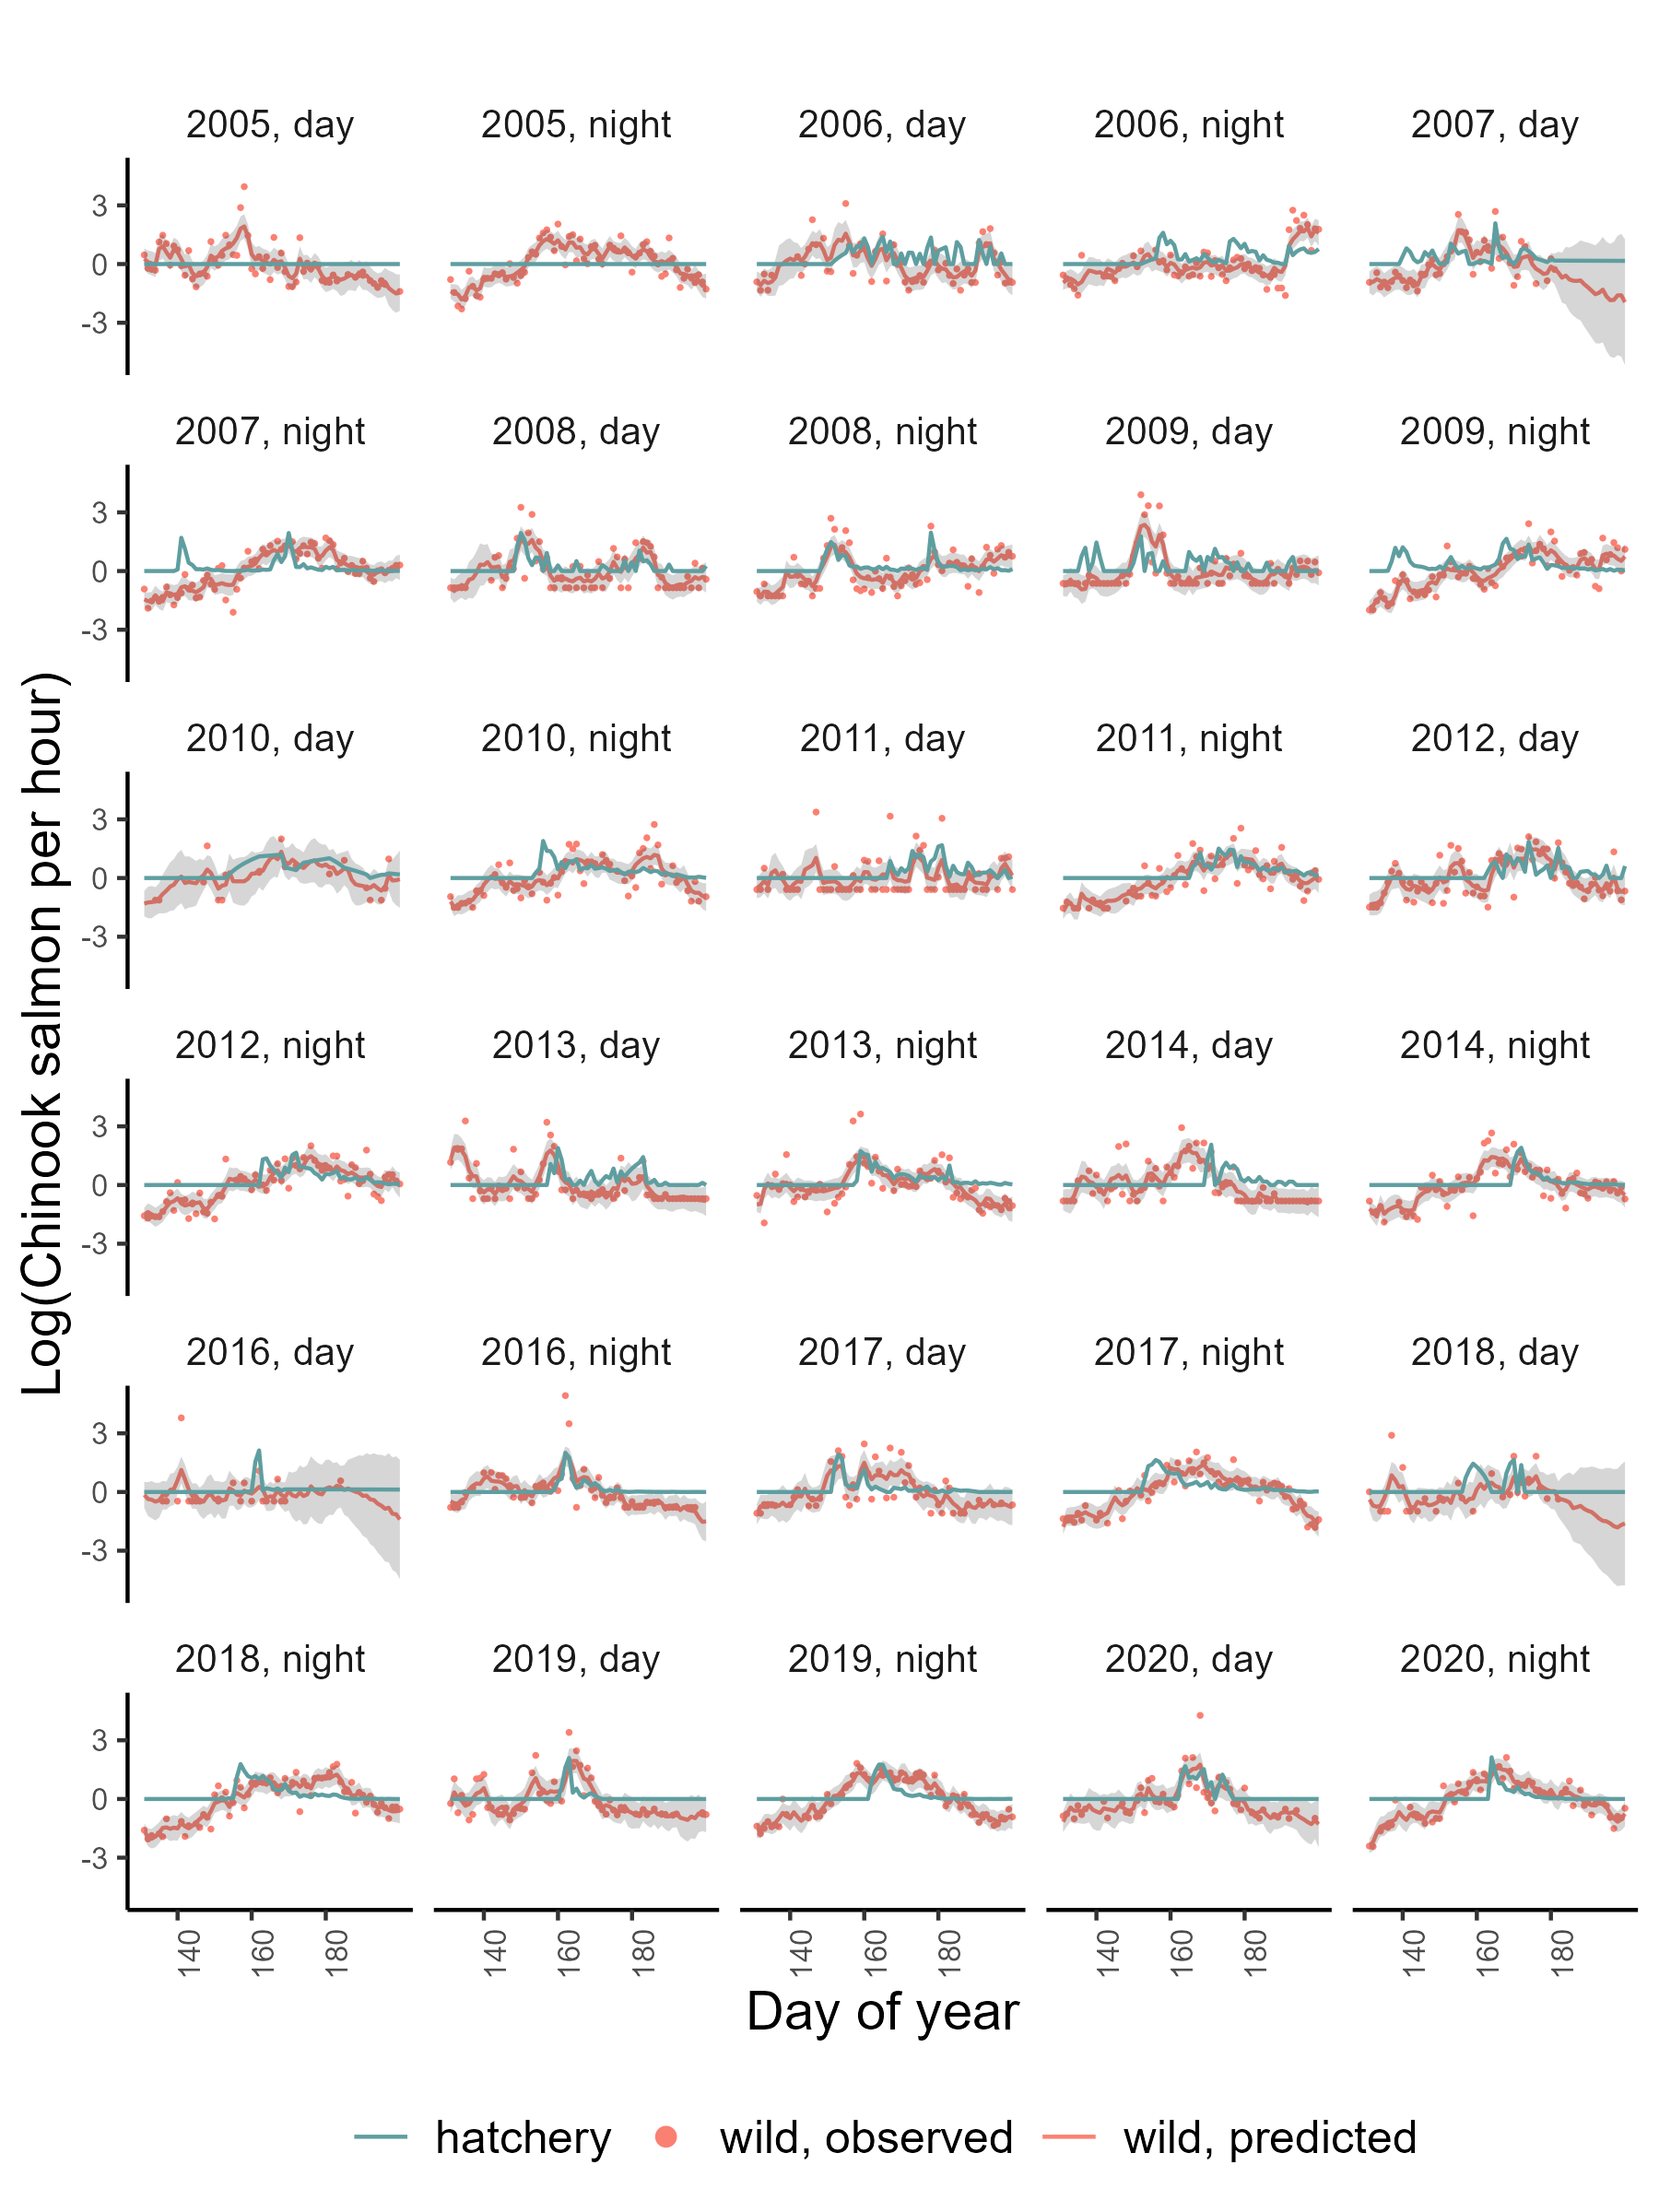 2005, day
2005, night
2006, day
2006, night
2007, day
3
0
-3
2007, night
2008, day
2008, night
2009, day
2009, night
3
0
-3
2010, day
2010, night
2011, day
2011, night
2012, day
3
0
-3
2012, night
2013, day
2013, night
2014, day
2014, night
3
0
-3
2016, day
2016, night
2017, day
2017, night
2018, day
3
0
-3
2018, night
2019, day
2019, night
2020, day
2020, night
3
0
-3
Log(Chinook salmon per hour)
140 160 180
140 160 180
140 160 180
140 160 180
140 160 180
Day of year
hatchery
wild, observed
wild, predicted